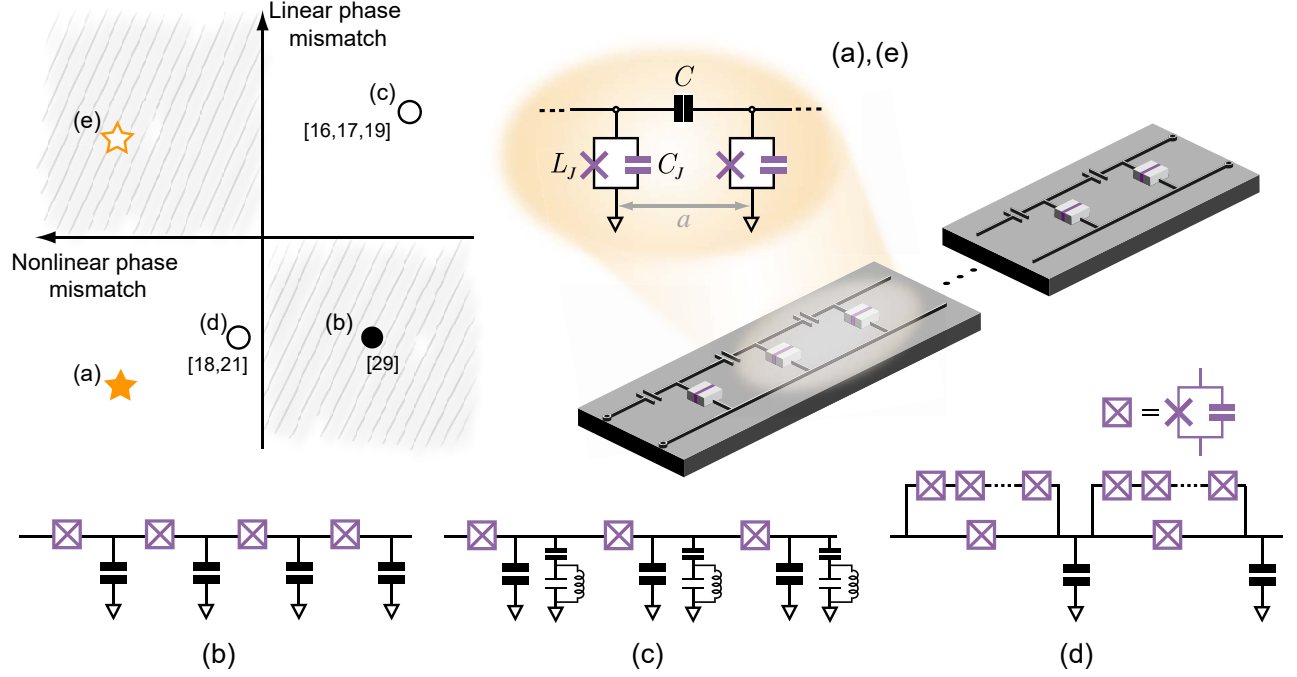 Linear phase
mismatch
(c)
[16,17,19]
(e)
Nonlinear phase
mismatch
(d)
[18,21]
(b)
[29]
(a)
(a),(e)
C
L_J
C_J
a
=
(b)
(c)
(d)